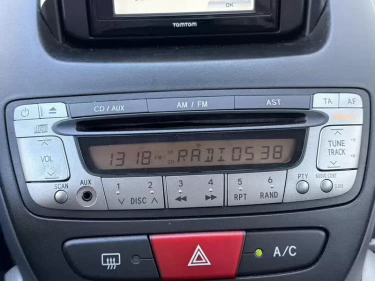 OK
TOMTOM
CD / AUX
AM / FM
AST
TA
AF
VOL
1318 RADIO538
TUNE
TRACK
SCAN
AUX
1
2
3
4
5
6
DISC
RPT
RAND
PTY
A/C